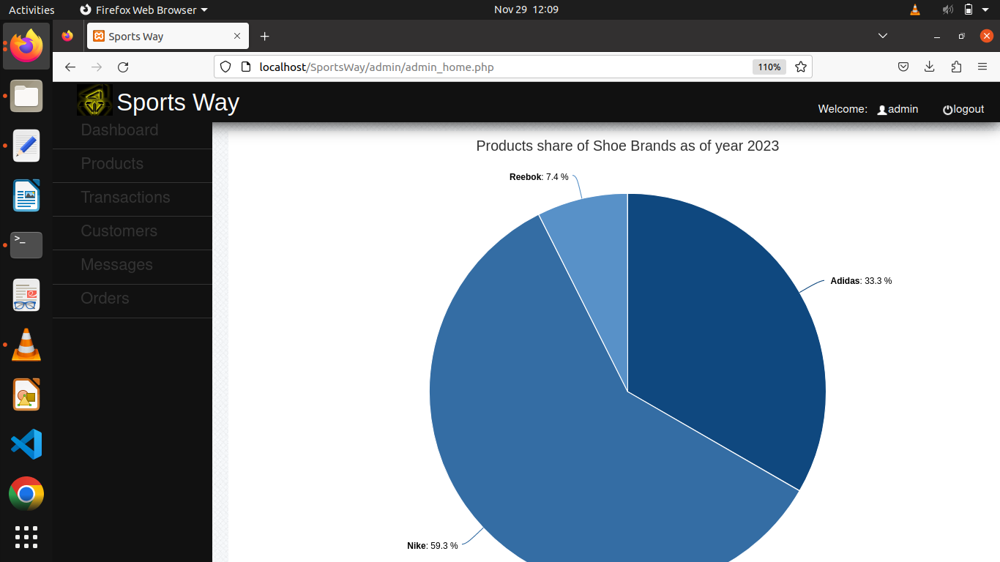 Activities Firefox Web Browser Nov 29 12:09
Sports Way
localhost/SportsWay/admin/admin_home.php 110%
Sports Way
Welcome: admin logout
Dashboard
Products
Transactions
Customers
Messages
Orders
Products share of Shoe Brands as of year 2023
Reebok: 7.4 %
Adidas: 33.3 %
Nike: 59.3 %
>_